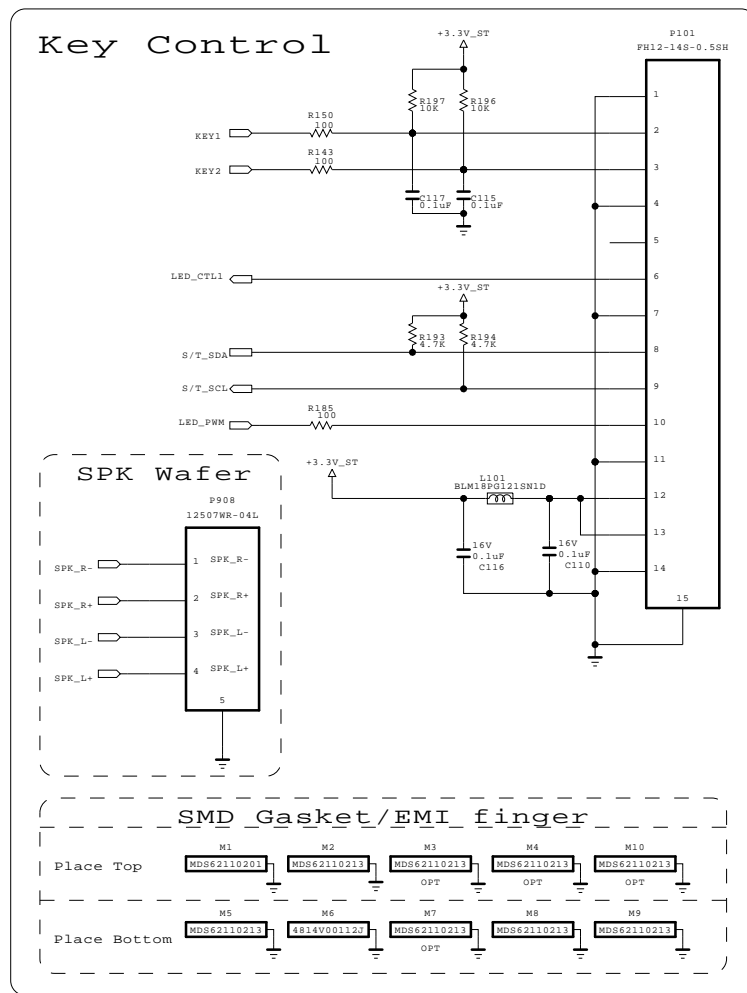 Key Control
+3.3V_ST
P101
FH12-14S-0.5SH
R197
10K
R196
10K
1
R150
100
KEY1
2
R143
100
KEY2
3
C117
0.1uF
C115
0.1uF
4
5
LED_CTL1
6
+3.3V_ST
7
R193
4.7K
R194
4.7K
S/T_SDA
8
S/T_SCL
9
R185
100
LED_PWM
10
11
+3.3V_ST
L101
BLM18PG121SN1D
12
13
16V
0.1uF
C116
16V
0.1uF
C110
14
15
SPK Wafer
P908
12507WR-04L
SPK_R-
1
SPK_R-
SPK_R+
2
SPK_R+
SPK_L-
3
SPK_L-
SPK_L+
4
SPK_L+
5
SMD Gasket/EMI finger
Place Top
M1
MDS62110201
M2
MDS62110213
M3
MDS62110213
OPT
M4
MDS62110213
OPT
M10
MDS62110213
OPT
Place Bottom
M5
MDS62110213
M6
4814V00112J
M7
MDS62110213
OPT
M8
MDS62110213
M9
MDS62110213